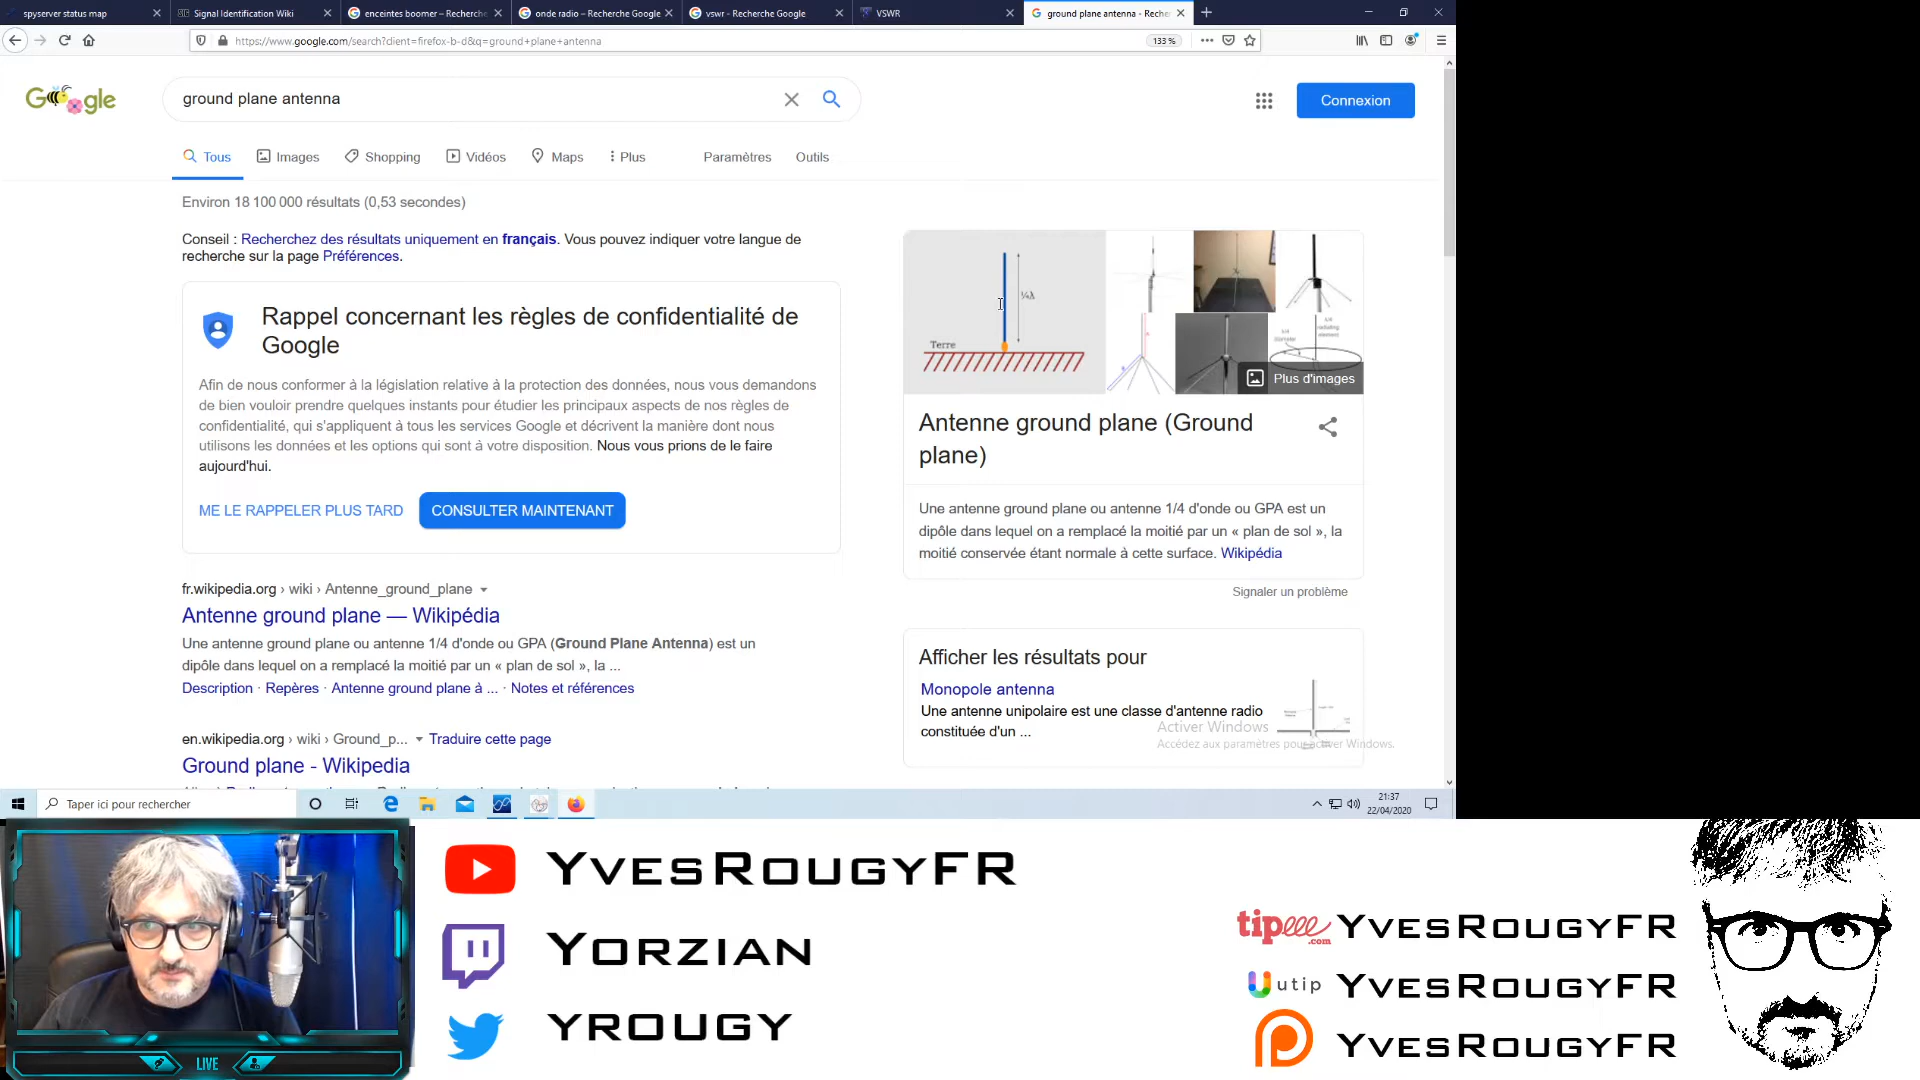 spyserver status map
Signal Identification Wiki
enceintes boomer – Recherche
onde radio – Recherche Google
vswr - Recherche Google
VSWR
ground plane antenna - Reche
https://www.google.com/search?client=firefox-b-d&q=ground+plane+antenna
133 %
Google
ground plane antenna
Connexion
Tous
Images
Shopping
Vidéos
Maps
Plus
Paramètres
Outils
Environ 18 100 000 résultats (0,53 secondes)
Conseil : Recherchez des résultats uniquement en français. Vous pouvez indiquer votre langue de
recherche sur la page Préférences.
Rappel concernant les règles de confidentialité de
Google
Afin de nous conformer à la législation relative à la protection des données, nous vous demandons
de bien vouloir prendre quelques instants pour étudier les principaux aspects de nos règles de
confidentialité, qui s'appliquent à tous les services Google et décrivent la manière dont nous
utilisons les données et les options qui sont à votre disposition. Nous vous prions de le faire
aujourd'hui.
ME LE RAPPELER PLUS TARD
CONSULTER MAINTENANT
fr.wikipedia.org › wiki › Antenne_ground_plane
Antenne ground plane — Wikipédia
Une antenne ground plane ou antenne 1/4 d'onde ou GPA (Ground Plane Antenna) est un
dipôle dans lequel on a remplacé la moitié par un « plan de sol », la ...
Description · Repères · Antenne ground plane à ... · Notes et références
en.wikipedia.org › wiki › Ground_p...
Traduire cette page
Ground plane - Wikipedia
¼λ
Terre
Plus d'images
Antenne ground plane (Ground
plane)
Une antenne ground plane ou antenne 1/4 d'onde ou GPA est un
dipôle dans lequel on a remplacé la moitié par un « plan de sol », la
moitié conservée étant normale à cette surface. Wikipédia
Signaler un problème
Afficher les résultats pour
Monopole antenna
Une antenne unipolaire est une classe d'antenne radio
constituée d'un ...
Activer Windows
Accédez aux paramètres pour activer Windows.
Taper ici pour rechercher
21:37
22/04/2020
LIVE
YvesRougyFR
Yorzian
YROUGY
tipeee
.com
YvesRougyFR
utip
YvesRougyFR
YvesRougyFR